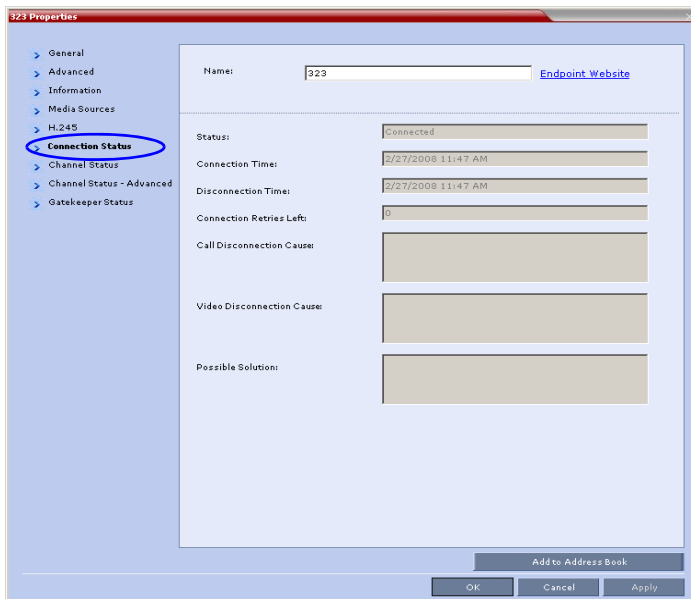 323 Properties
General
Advanced
Information
Media Sources
H.245
Connection Status
Channel Status
Channel Status - Advanced
Gatekeeper Status
Name: 323 Endpoint Website
Status: Connected
Connection Time: 2/27/2008 11:47 AM
Disconnection Time: 2/27/2008 11:47 AM
Connection Retries Left: 0
Call Disconnection Cause:
Video Disconnection Cause:
Possible Solution:
Add to Address Book
OK Cancel Apply